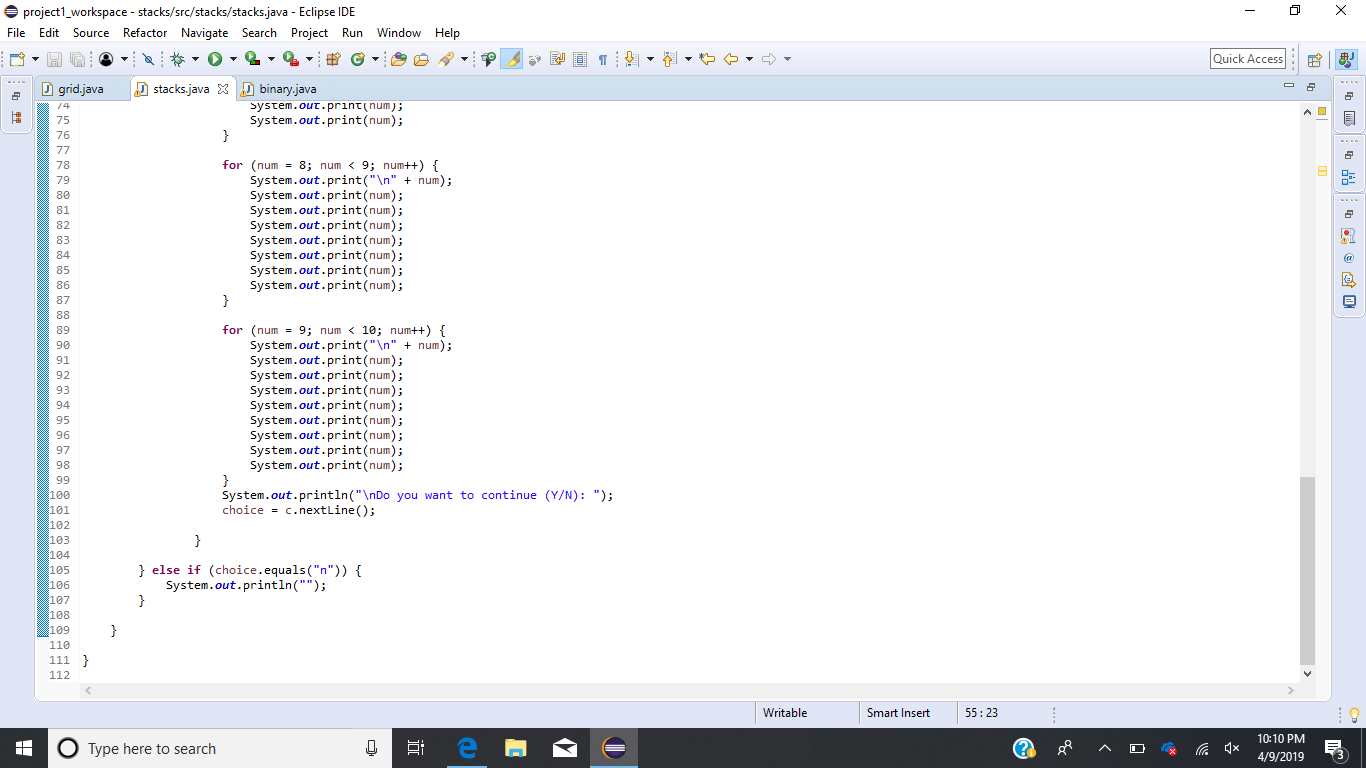 project1_workspace - stacks/src/stacks/stacks.java - Eclipse IDE
File Edit Source Refactor Navigate Search Project Run Window Help
Quick Access
grid.java stacks.java binary.java
74 System.out.print(num);
75 System.out.print(num);
76 }
77
78 for (num = 8; num < 9; num++) {
79 System.out.print("\n" + num);
80 System.out.print(num);
81 System.out.print(num);
82 System.out.print(num);
83 System.out.print(num);
84 System.out.print(num);
85 System.out.print(num);
86 System.out.print(num);
87 }
88
89 for (num = 9; num < 10; num++) {
90 System.out.print("\n" + num);
91 System.out.print(num);
92 System.out.print(num);
93 System.out.print(num);
94 System.out.print(num);
95 System.out.print(num);
96 System.out.print(num);
97 System.out.print(num);
98 System.out.print(num);
99 }
100 System.out.println("\nDo you want to continue (Y/N): ");
101 choice = c.nextLine();
102
103 }
104
105 } else if (choice.equals("n")) {
106 System.out.println("");
107 }
108
109 }
110
111 }
112
Writable Smart Insert 55 : 23
Type here to search
10:10 PM
4/9/2019
3